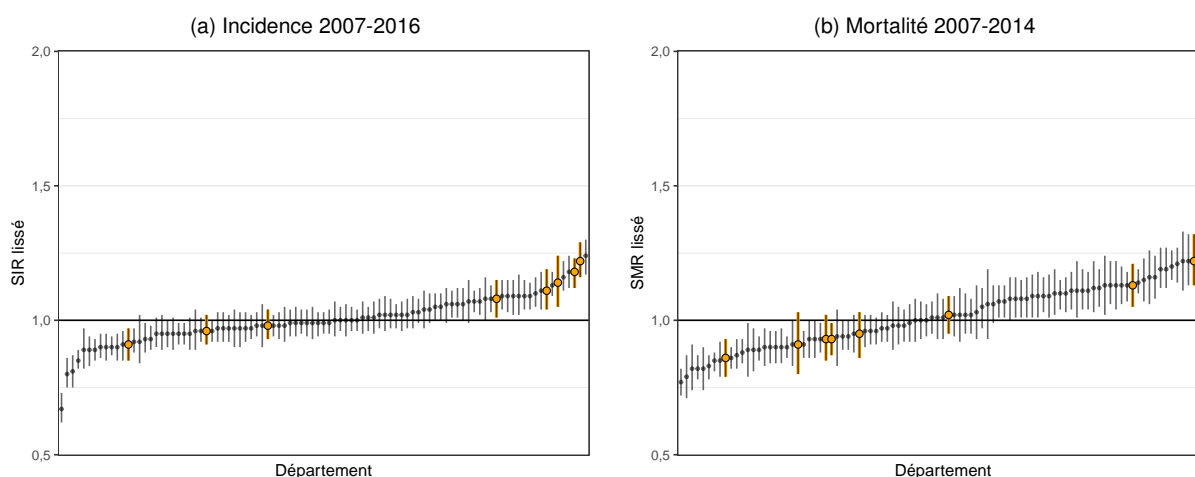 (a) Incidence 2007-2016
2,0
1,5
1,0
0,5
SIR lissé
Département
(b) Mortalité 2007-2014
2,0
1,5
1,0
0,5
SMR lissé
Département